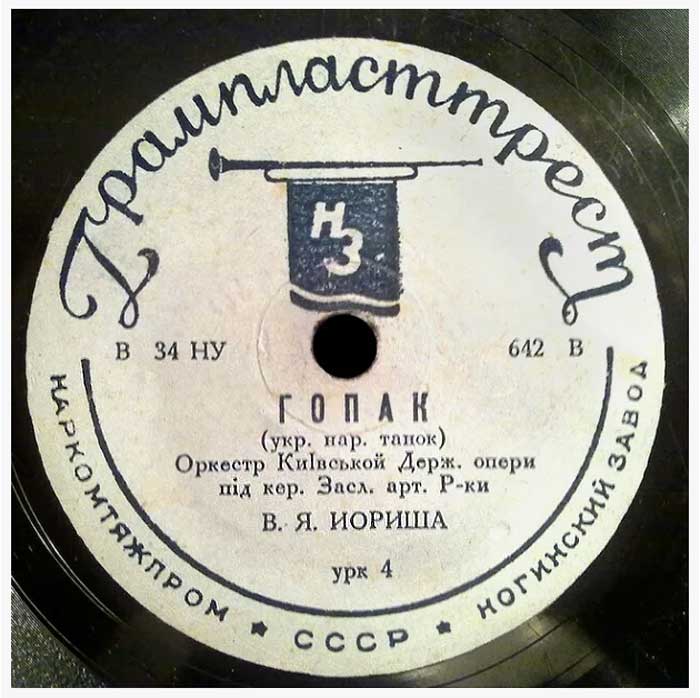 Грампласттрест
НЗ
В 34 НУ
642 В
ГОПАК
(укр. нар. танок)
Оркестр КиІвськой Держ. опери
під кер. Засл. арт. Р-ки
В. Я. ИОРИША
урк 4
НАРКОМТЯЖПРОМ ★ СССР ★ НОГИНСКИЙ ЗАВОД